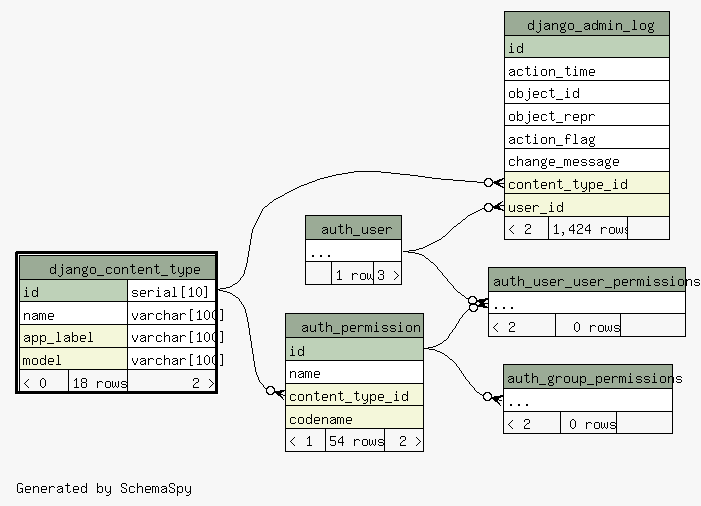 django_admin_log
id
action_time
object_id
object_repr
action_flag
change_message
content_type_id
user_id
< 2 1,424 rows
auth_user
...
1 row 3 >
django_content_type
id serial[10]
name varchar[100]
app_label varchar[100]
model varchar[100]
< 0 18 rows 2 >
auth_user_user_permissions
...
< 2 0 rows
auth_permission
id
name
content_type_id
codename
< 1 54 rows 2 >
auth_group_permissions
...
< 2 0 rows
Generated by SchemaSpy